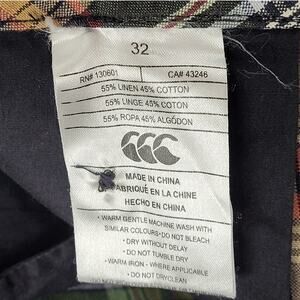 32
RN# 130601 CA# 43246
55% LINEN 45% COTTON
55% LINGE 45% COTON
55% ROPA 45% ALGODÓN
CCC
MADE IN CHINA
FABRIQUÉ EN LA CHINE
HECHO EN CHINA
• WARM GENTLE MACHINE WASH WITH
SIMILAR COLOURS • DO NOT BLEACH
• DRY WITHOUT DELAY
• DO NOT TUMBLE DRY
• WARM IRON • WHERE APPLICABLE
• DO NOT DRYCLEAN